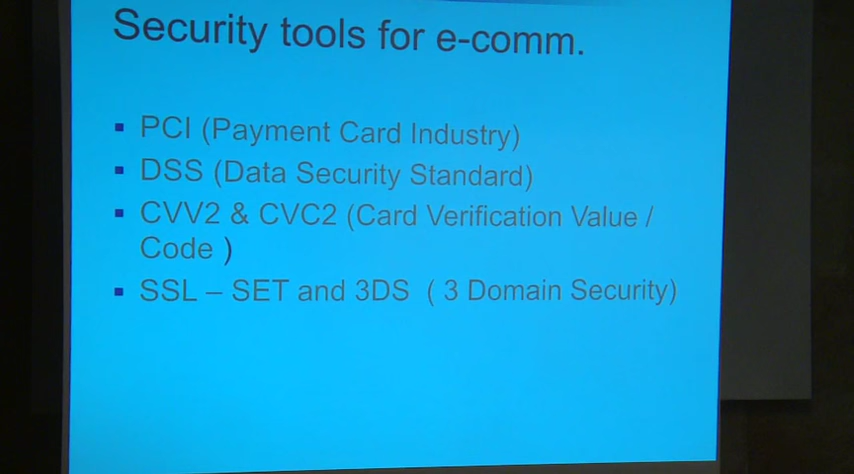 Security tools for e-comm.
▪ PCI (Payment Card Industry)
▪ DSS (Data Security Standard)
▪ CVV2 & CVC2 (Card Verification Value /
Code )
▪ SSL – SET and 3DS ( 3 Domain Security)